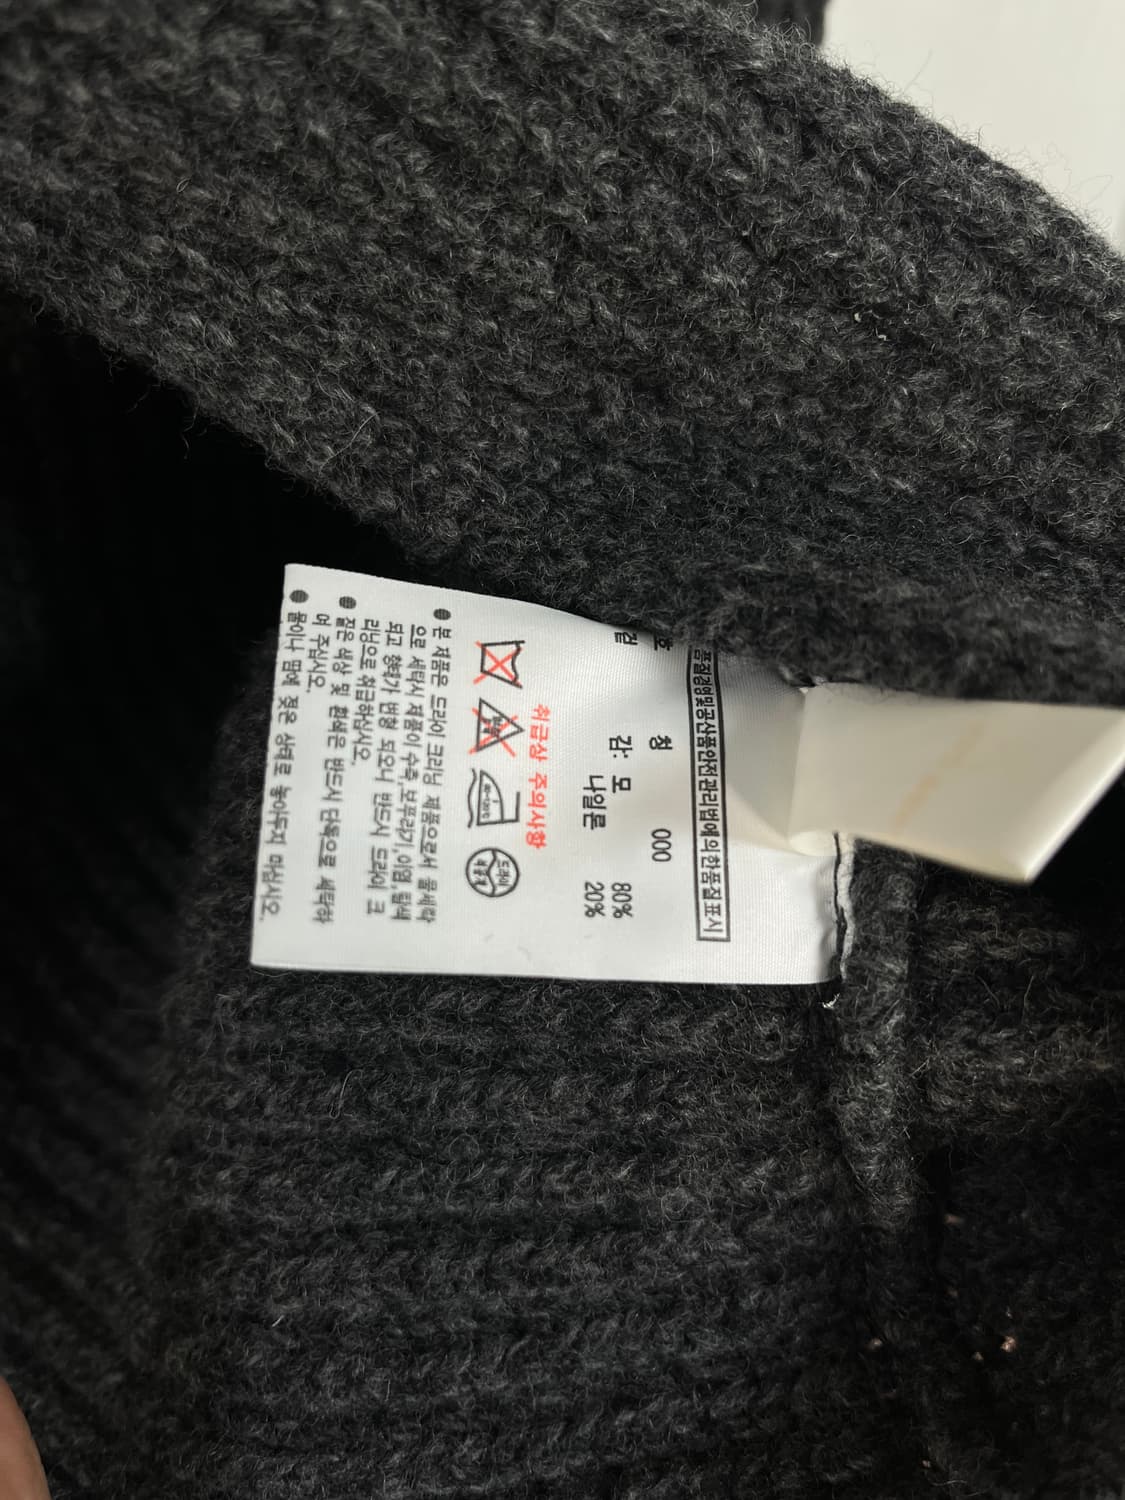 품질경영및공산품안전관리법에의한품질표시
호 칭 000
겉 감: 모 80%
나일론 20%
취급상 주의사항
드라이
● 본 제품은 드라이 크리닝 제품으로서 물세탁
으로 세탁시 제품이 수축,보푸라기,이염,탈색
되고 형태가 변형 되오니 반드시 드라이 크
리닝으로 취급하십시오.
● 짙은 색상 및 흰색은 반드시 단독으로 세탁하
여 주십시오.
● 물이나 땀에 젖은 상태로 놓아두지 마십시오.